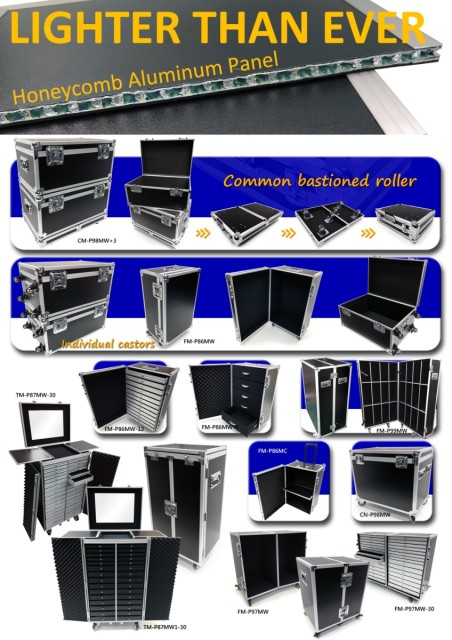 LIGHTER THAN EVER
Honeycomb Aluminum Panel
Common bastioned roller
CM-P98MW+3
Individual castors
FM-P86MW
TM-P87MW-30
FM-P86MW-12
FM-P86MW
FM-P99MW
FM-P86MC
CN-P98MW
FM-P97MW
FM-P97MW-30
TM-P87MW1-30